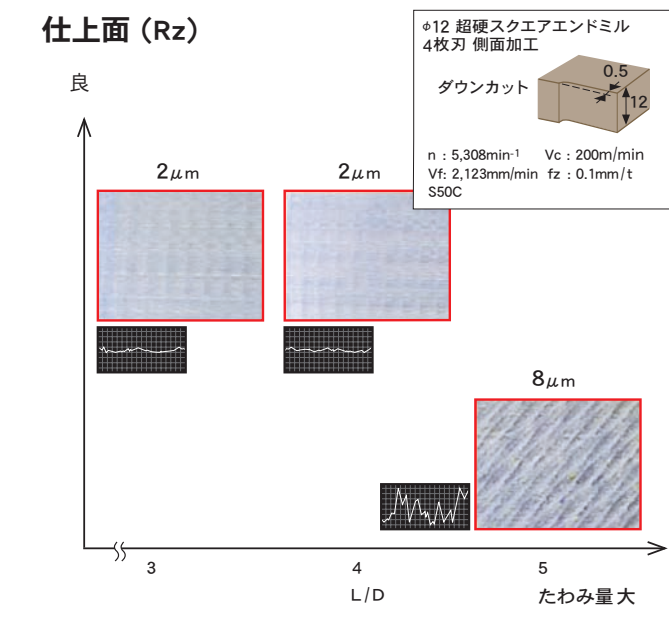 仕上面（Rz）
φ12 超硬スクエアエンドミル
4枚刃 側面加工
ダウンカット
0.5
12
n：5,308min-1 Vc：200m/min
Vf: 2,123mm/min fz：0.1mm/t
S50C
良
2μm
2μm
8μm
3
4
5
L/D
たわみ量 大